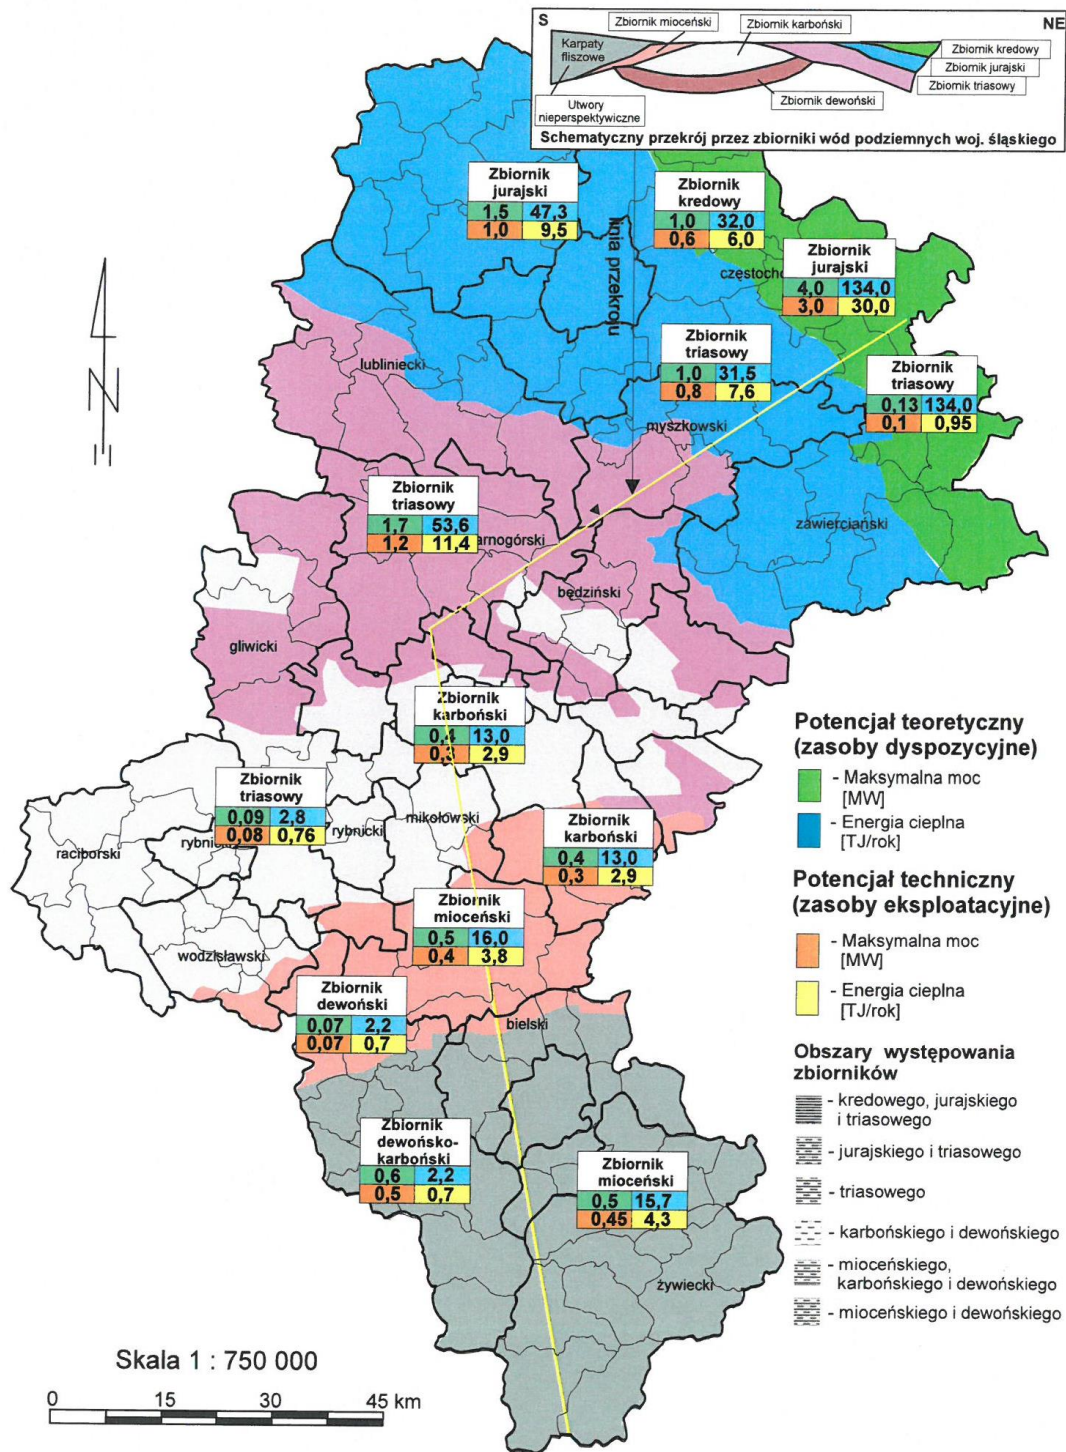 S
NE
Zbiornik mioceński
Zbiornik karboński
Karpaty
fliszowe
Zbiornik kredowy
Zbiornik jurajski
Zbiornik triasowy
Zbiornik dewoński
Utwory
nieperspektywiczne
Schematyczny przekrój przez zbiorniki wód podziemnych woj. śląskiego
Zbiornik
jurajski
1,5 47,3
1,0 9,5
Zbiornik
kredowy
1,0 32,0
0,6 6,0
linia przekroju
częstocho
Zbiornik
jurajski
4,0 134,0
3,0 30,0
Zbiornik
triasowy
1,0 31,5
0,8 7,6
Zbiornik
triasowy
0,13 134,0
0,1 0,95
lubliniecki
myszkowski
N
Zbiornik
triasowy
1,7 53,6
1,2 11,4
arnogórski
zawierciański
będziński
gliwicki
Zbiornik
karboński
0,4 13,0
0,3 2,9
Zbiornik
triasowy
0,09 2,8
0,08 0,76
raciborski
rybni
rybnicki
mikołowski
Zbiornik
karboński
0,4 13,0
0,3 2,9
Zbiornik
mioceński
0,5 16,0
0,4 3,8
wodzisławski
Zbiornik
dewoński
0,07 2,2
0,07 0,7
bielski
Zbiornik
dewońsko-
karboński
0,6 2,2
0,5 0,7
Zbiornik
mioceński
0,5 15,7
0,45 4,3
żywiecki
Potencjał teoretyczny
(zasoby dyspozycyjne)
- Maksymalna moc
[MW]
- Energia cieplna
[TJ/rok]
Potencjał techniczny
(zasoby eksploatacyjne)
- Maksymalna moc
[MW]
- Energia cieplna
[TJ/rok]
Obszary występowania
zbiorników
- kredowego, jurajskiego
i triasowego
- jurajskiego i triasowego
- triasowego
- karbońskiego i dewońskiego
- mioceńskiego,
karbońskiego i dewońskiego
- mioceńskiego i dewońskiego
Skala 1 : 750 000
0 15 30 45 km